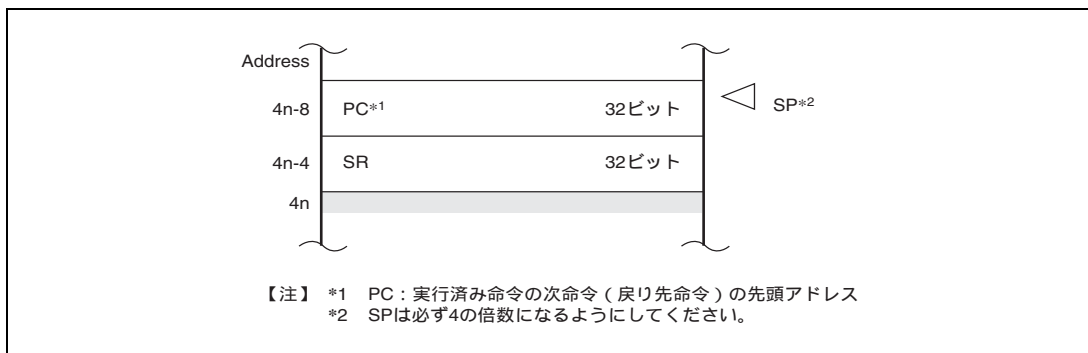 Address
4n-8 PC*1 32ビット SP*2
4n-4 SR 32ビット
4n
【注】 *1 PC:実行済み命令の次命令(戻り先命令)の先頭アドレス
*2 SPは必ず4の倍数になるようにしてください。